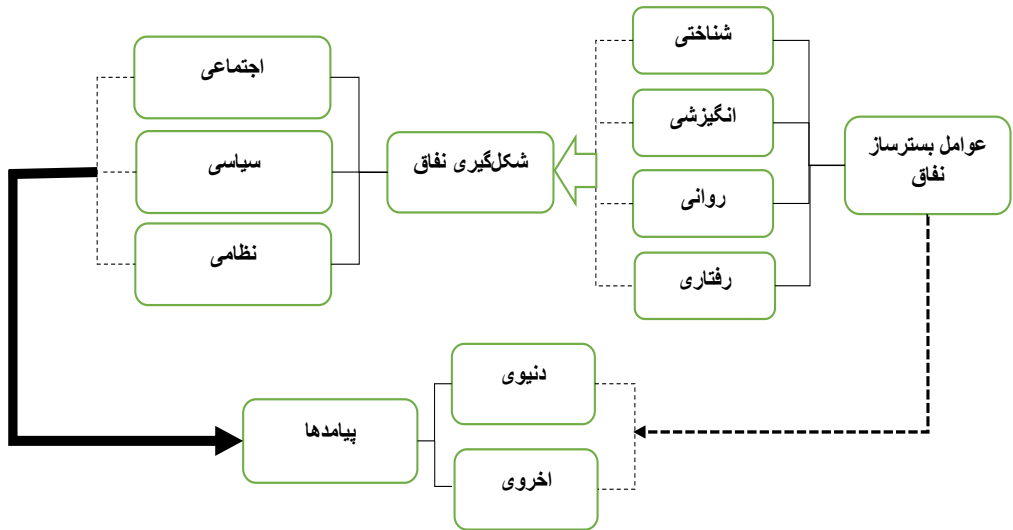 عوامل بسترساز
نفاق
شناختی
انگیزشی
روانی
رفتاری
شکل‌گیری نفاق
اجتماعی
سیاسی
نظامی
پیامدها
دنیوی
اخروی